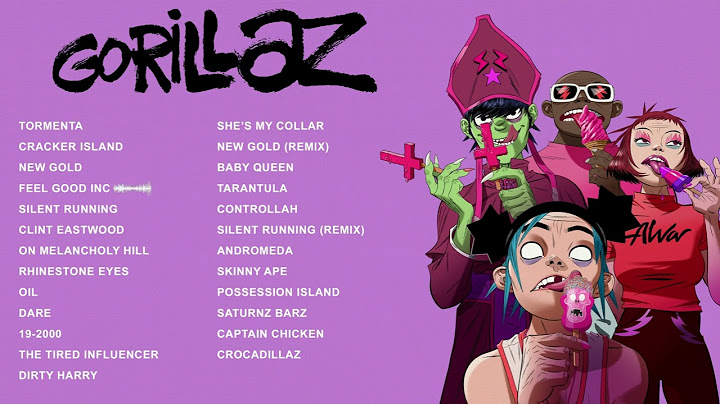 GORILLAZ
TORMENTA
CRACKER ISLAND
NEW GOLD
FEEL GOOD INC
SILENT RUNNING
CLINT EASTWOOD
ON MELANCHOLY HILL
RHINESTONE EYES
OIL
DARE
19-2000
THE TIRED INFLUENCER
DIRTY HARRY
SHE'S MY COLLAR
NEW GOLD (REMIX)
BABY QUEEN
TARANTULA
CONTROLLAH
SILENT RUNNING (REMIX)
ANDROMEDA
SKINNY APE
POSSESSION ISLAND
SATURNZ BARZ
CAPTAIN CHICKEN
CROCADILLAZ